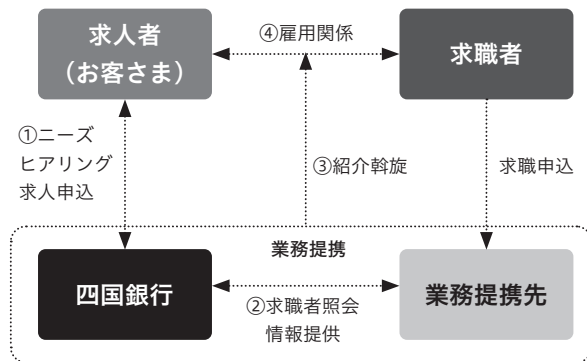 求人者
（お客さま）
④雇用関係
求職者
①ニーズ
ヒアリング
求人申込
③紹介斡旋
求職申込
業務提携
四国銀行
②求職者照会
情報提供
業務提携先